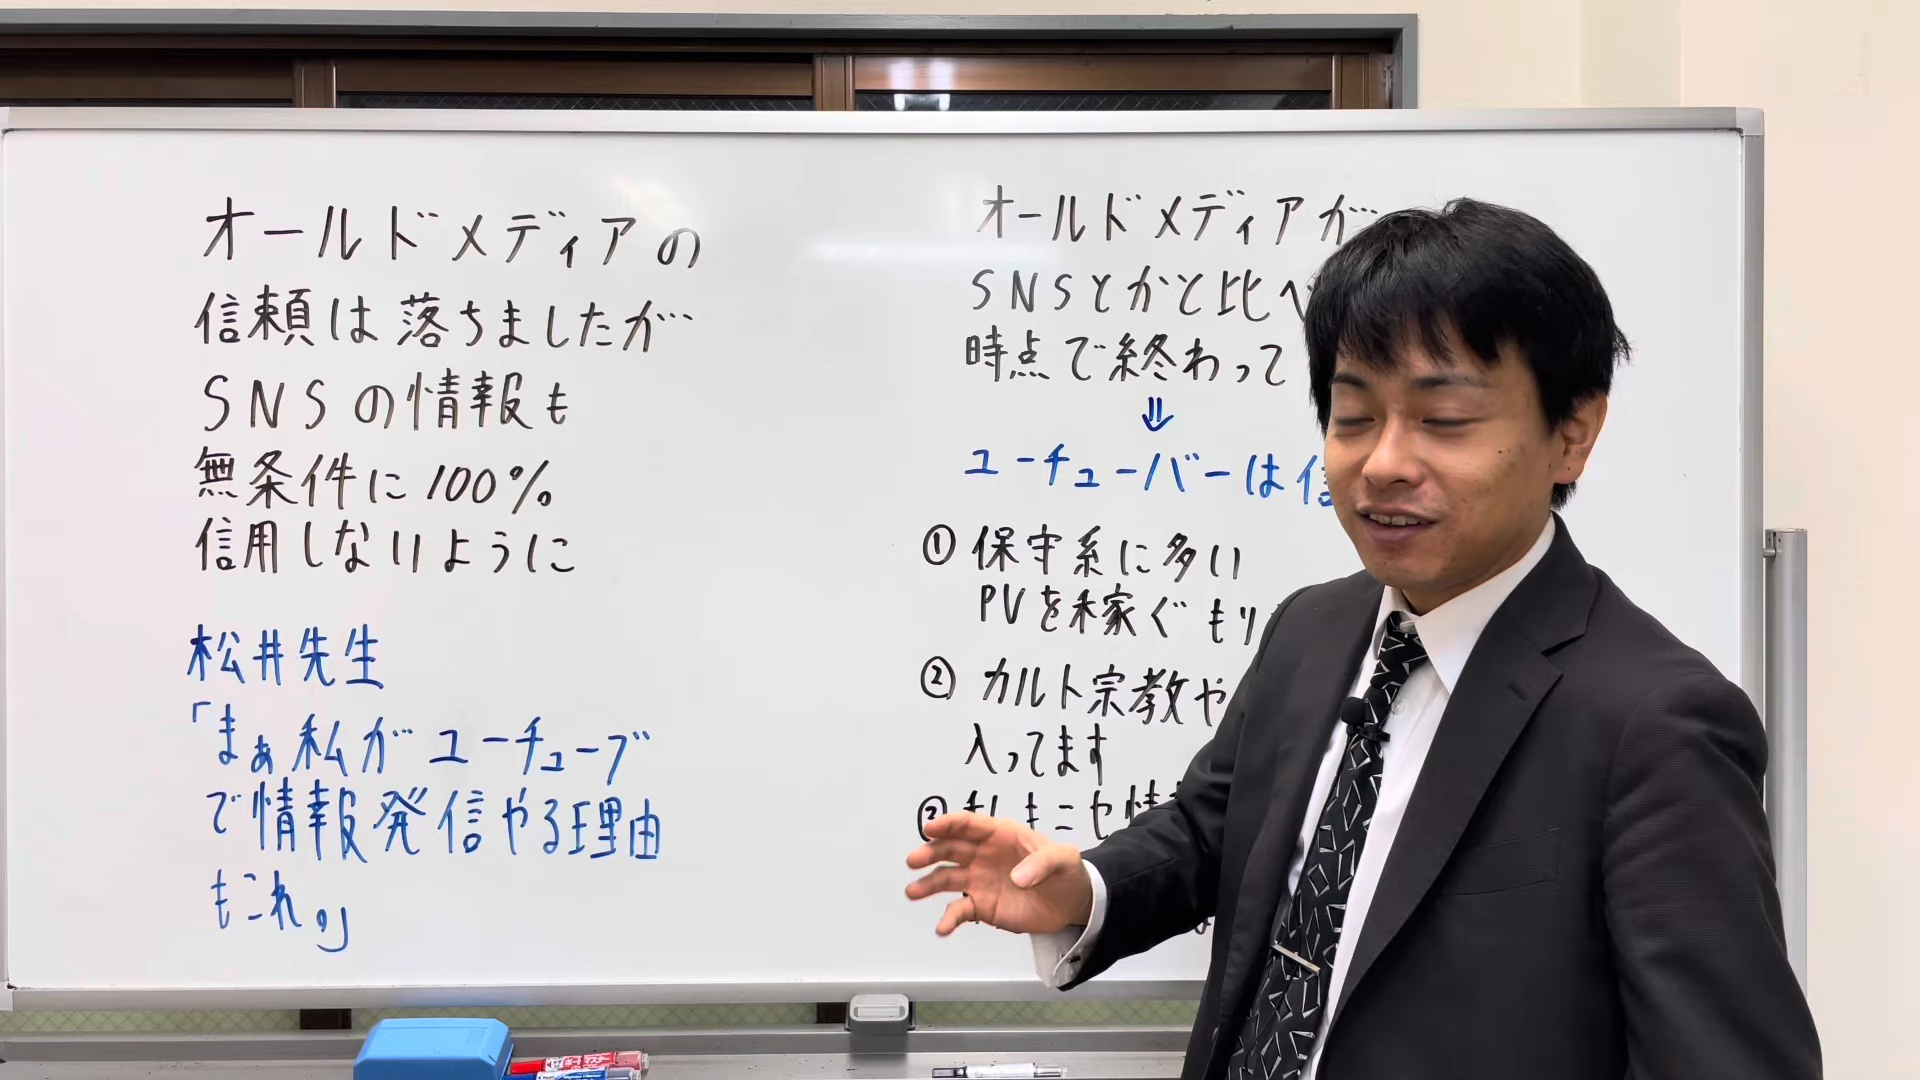 オールドメディアの
信頼は落ちましたが
SNSの情報も
無条件に100%
信用しないように
松井先生
「まぁ私がユーチューブ
で情報発信やる理由
もこれ。」
オールドメディアが
SNSとかと比べ
時点で終わって
⇓
ユーチューバーは信
① 保守系に多い
PVを稼ぐ
② カルト宗教や
入ってます
③